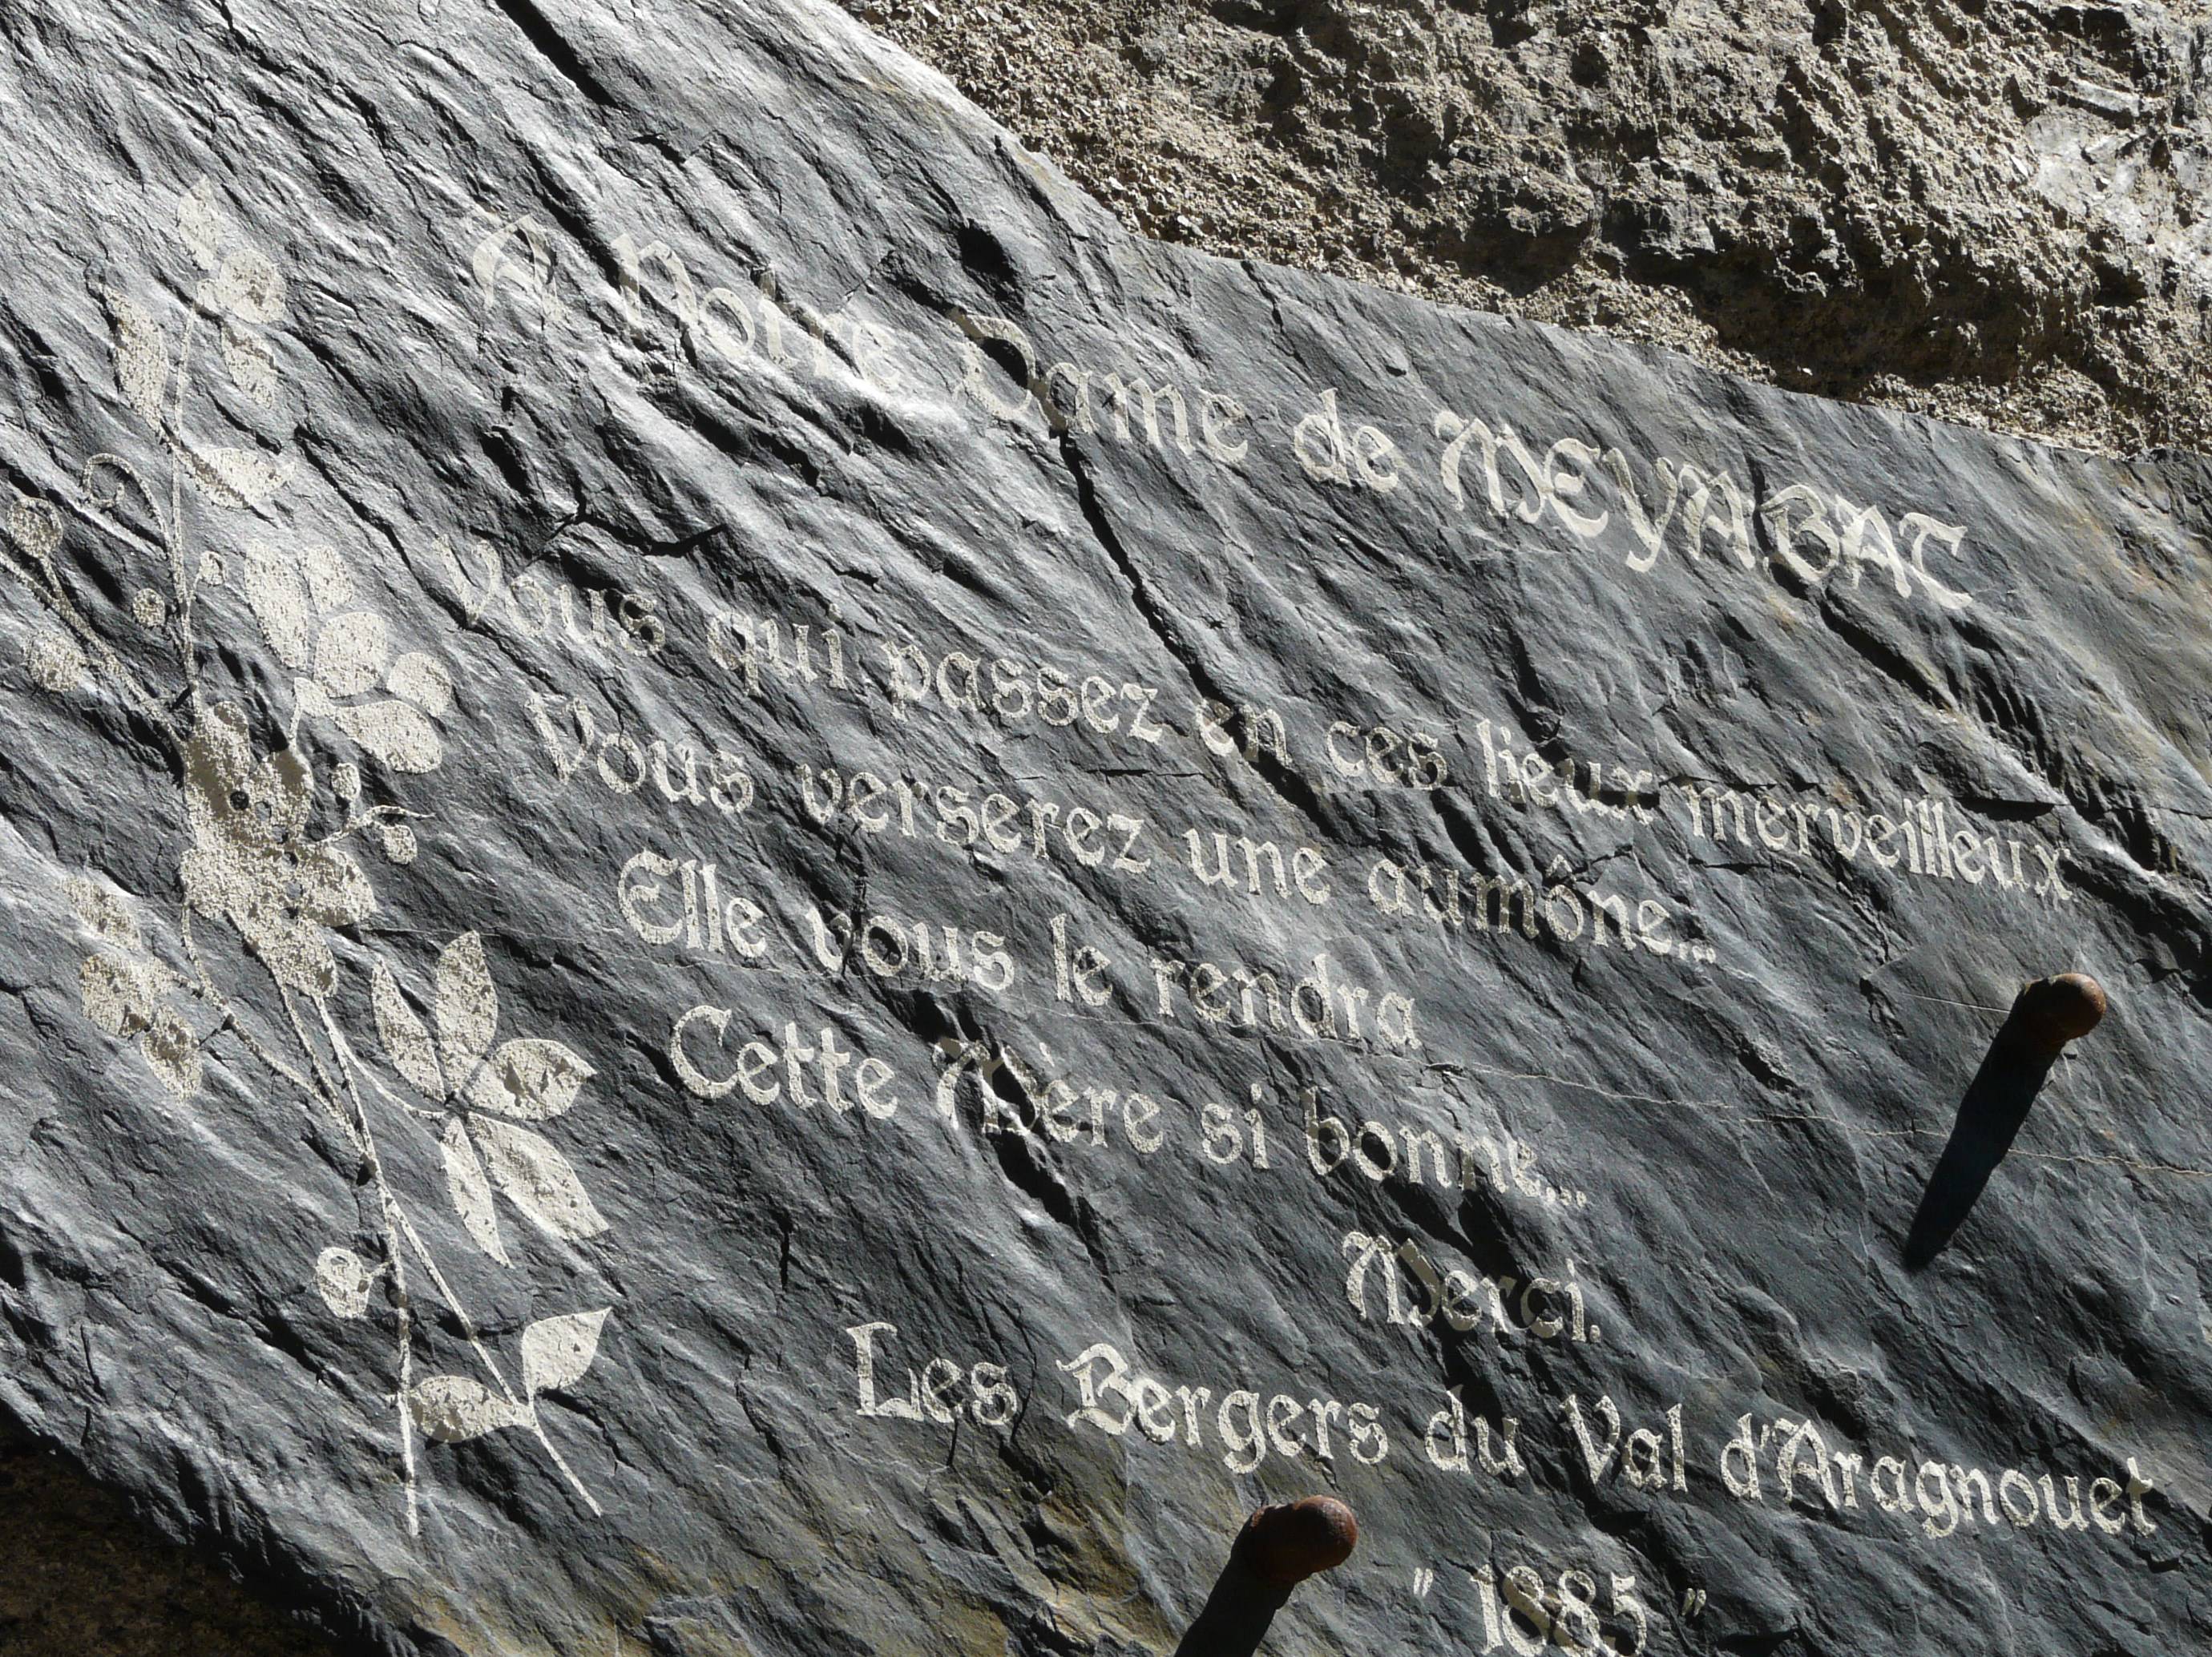 A Notre Dame de MEYABAT
Vous qui passez en ces lieux merveilleux
Vous verserez une aumône...
Elle vous le rendra
Cette Mère si bonne...
Merci.
Les Bergers du Val d'Aragnouet
" 1885 "